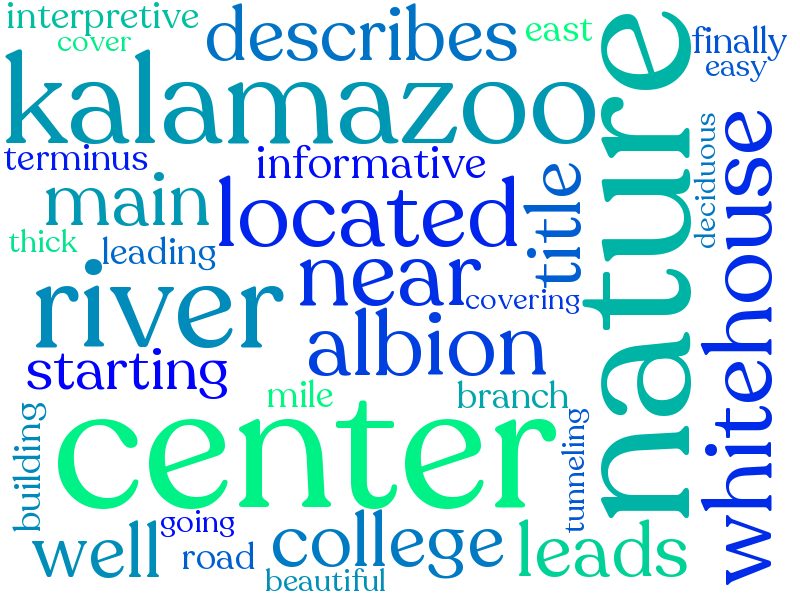 interpretive
cover
describes
east
finally
easy
kalamazoo
nature
terminus
informative
title
deciduous
whitehouse
main
located
thick
leading
near
covering
river
albion
starting
mile
branch
center
building
tunneling
going
well
road
college
leads
beautiful